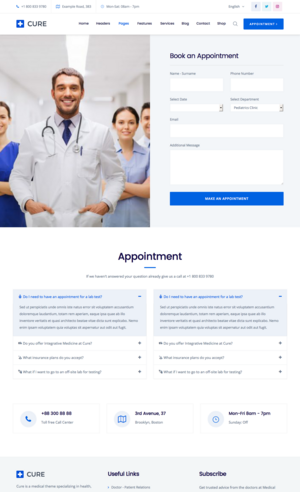 +1 800 833 9780
Example Road, 284
Mon-Sat: 10am - 7pm
English
CURE
Home
Headers
Pages
Features
Services
Blog
Contact
Shop
APPOINTMENT
Book an Appointment
Name / Surname
Phone Number
Select Date
Select Department
Pediatrics Clinic
Email
Additional Message
MAKE AN APPOINTMENT
Appointment
If we haven't answered your question already give us a call at +1 800 833 9780
Do I need to have an appointment for a lab test?
Sed ut perspiciatis unde omnis iste natus error sit voluptatem accusantium
doloremque laudantium, totam rem aperiam, eaque ipsa quae ab illo
inventore veritatis et quasi architecto beatae vitae dicta sunt explicabo.
Nemo enim ipsam voluptatem quia voluptas sit aspernatur aut odit aut fugit.
Do you offer Integrative Medicine at Cure?
What insurance plans do you accept?
What if I want to go to an off-site lab for testing?
Do I need to have an appointment for a lab test?
Sed ut perspiciatis unde omnis iste natus error sit voluptatem accusantium
doloremque laudantium, totam rem aperiam, eaque ipsa quae ab illo
inventore veritatis et quasi architecto beatae vitae dicta sunt explicabo.
Nemo enim ipsam voluptatem quia voluptas sit aspernatur aut odit aut fugit.
Do you offer Integrative Medicine at Cure?
What insurance plans do you accept?
What if I want to go to an off-site lab for testing?
+88 300 88 88
Toll Free Call Center
3rd Avenue, 37
Brooklyn, Boston
Mon-Fri 8am - 7pm
Sunday: Off
CURE
Cure is a medical theme specialising in health.
Useful Links
Doctor - Patient Relations
Subscribe
Get trusted advice from the doctors at Medical